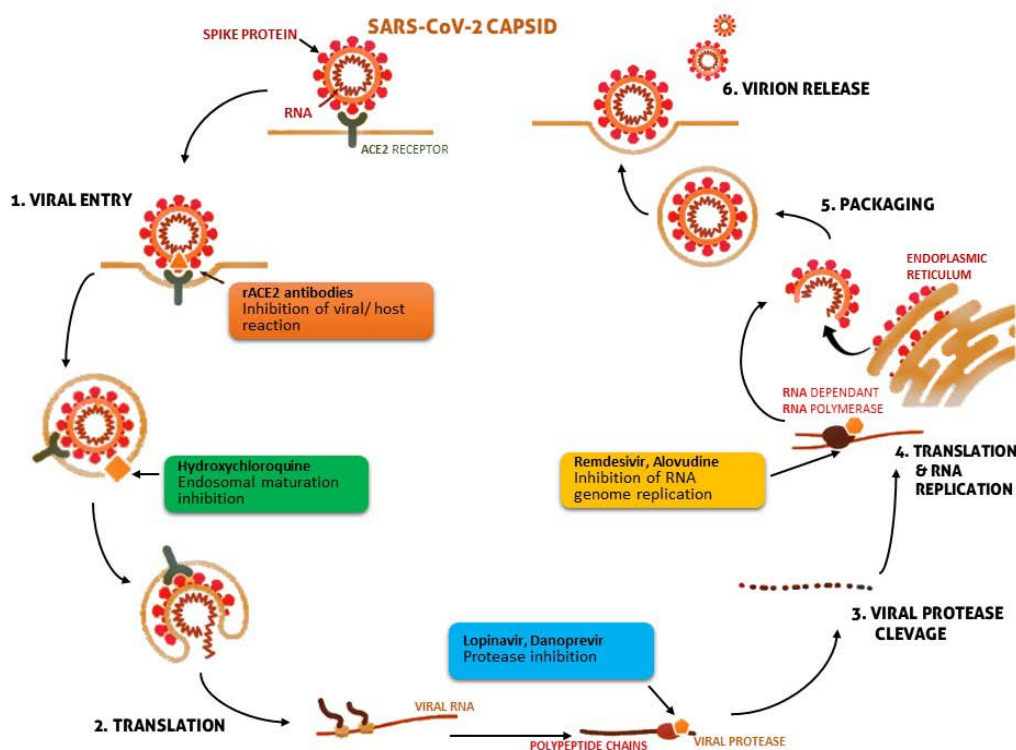 SARS-CoV-2 CAPSID
SPIKE PROTEIN
RNA
ACE2 RECEPTOR
1. VIRAL ENTRY
rACE2 antibodies
Inhibition of viral/ host
reaction
Hydroxychloroquine
Endosomal maturation
inhibition
2. TRANSLATION
VIRAL RNA
POLYPEPTIDE CHAINS
VIRAL PROTEASE
Lopinavir, Danoprevir
Protease inhibition
3. VIRAL PROTEASE
CLEVAGE
4. TRANSLATION
& RNA
REPLICATION
RNA DEPENDANT
RNA POLYMERASE
Remdesivir, Alovudine
Inhibition of RNA
genome replication
ENDOPLASMIC
RETICULUM
5. PACKAGING
6. VIRION RELEASE